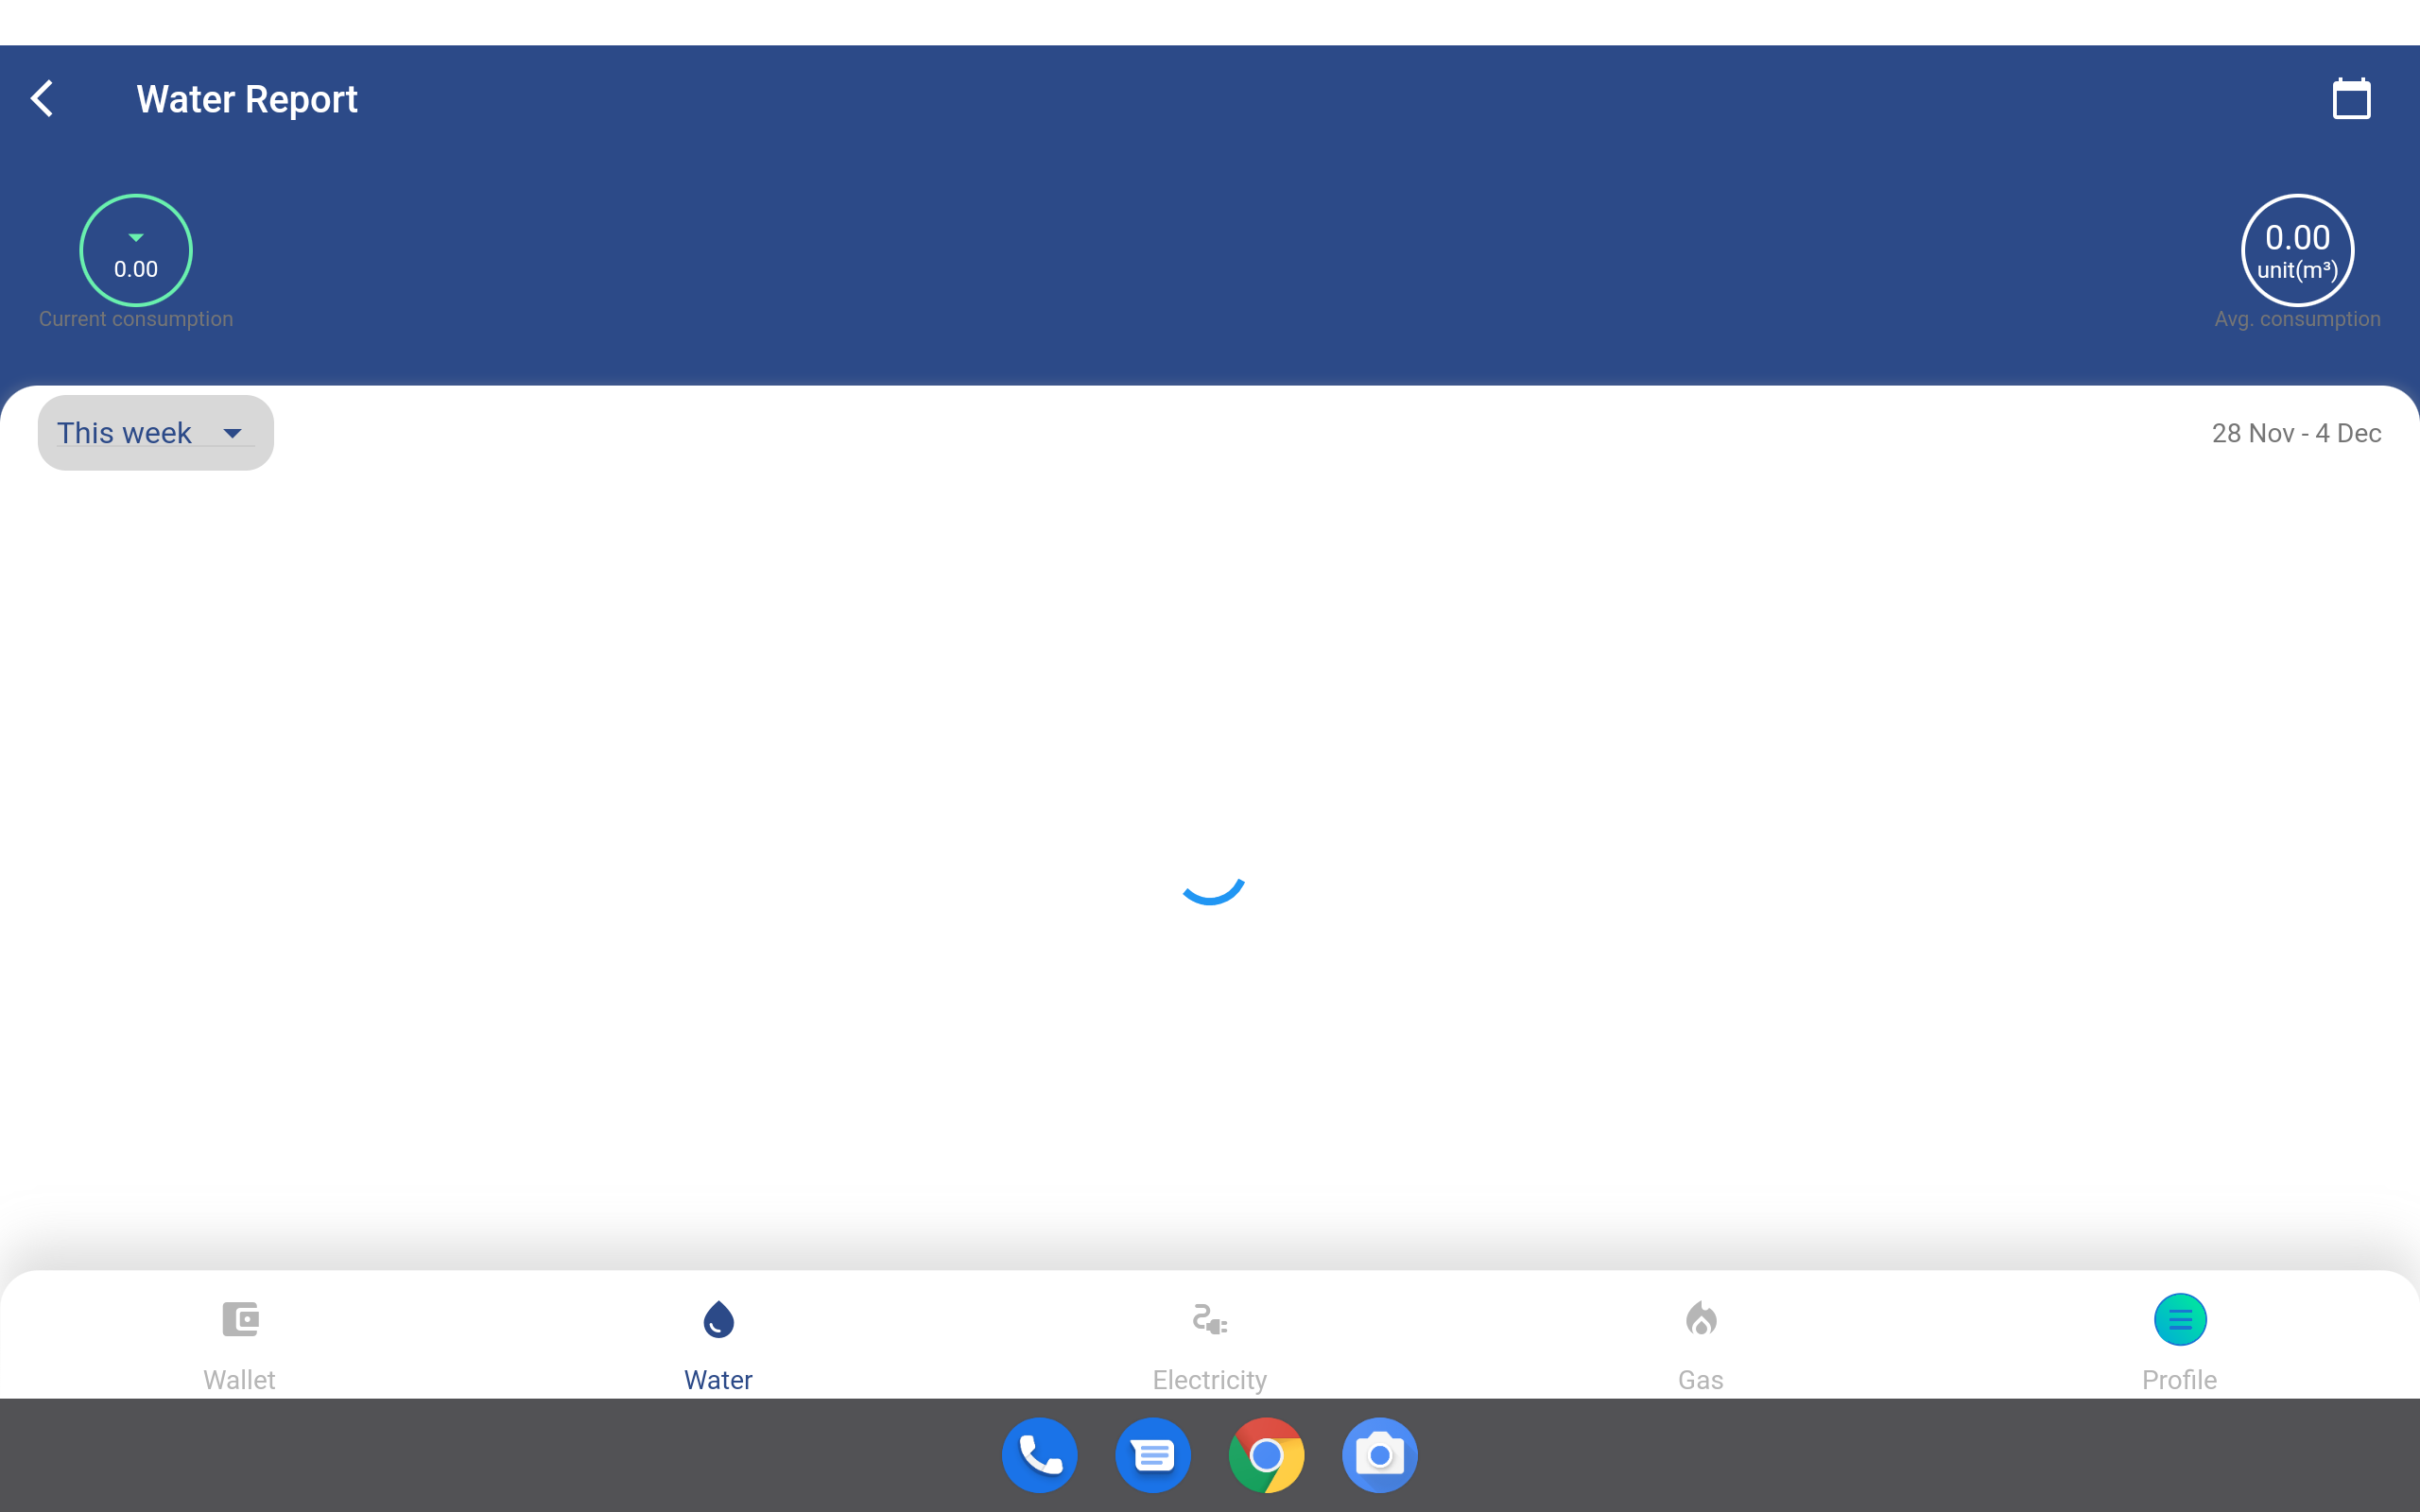 Water Report
0.00
Current consumption
0.00
unit(m³)
Avg. consumption
This week
28 Nov - 4 Dec
Wallet
Water
Electricity
Gas
Profile